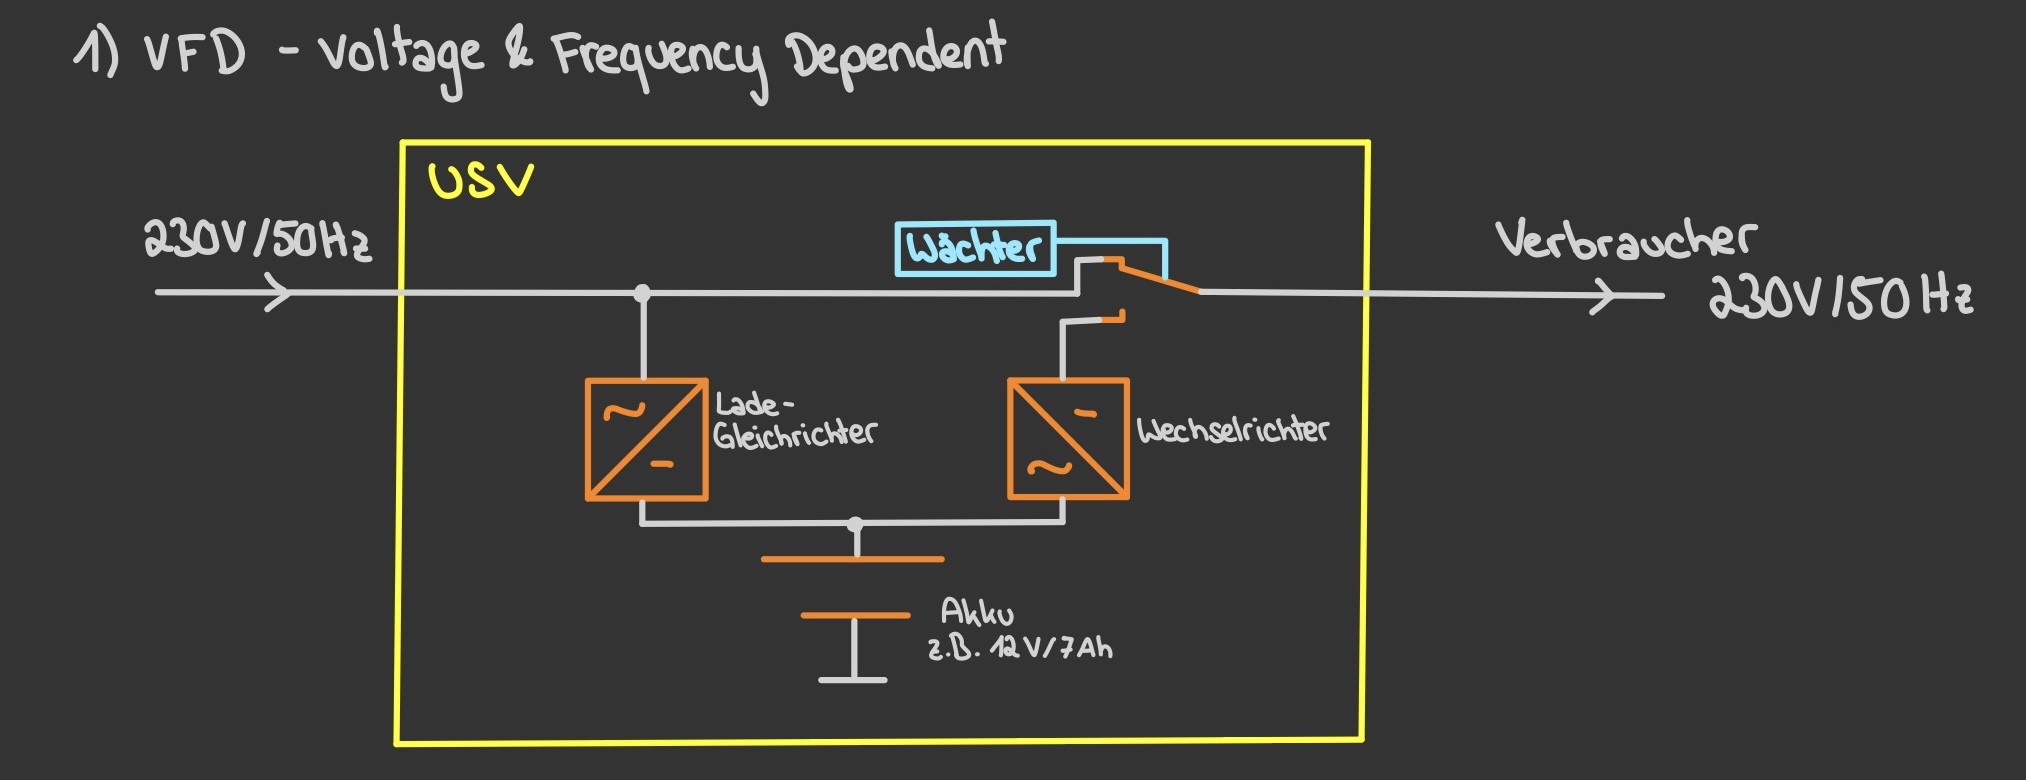 1) VFD - Voltage & Frequency Dependent
USV
230V/50Hz
Wächter
Verbraucher
230V/50Hz
~
-
Lade-
Gleichrichter
-
~
Wechselrichter
Akku
z.B. 12V/7Ah